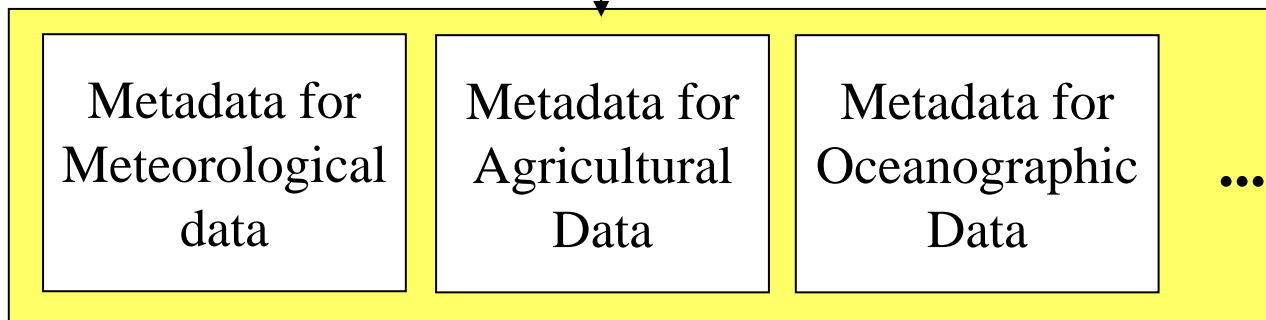 Metadata for
Meteorological
data
Metadata for
Agricultural
Data
Metadata for
Oceanographic
Data
...